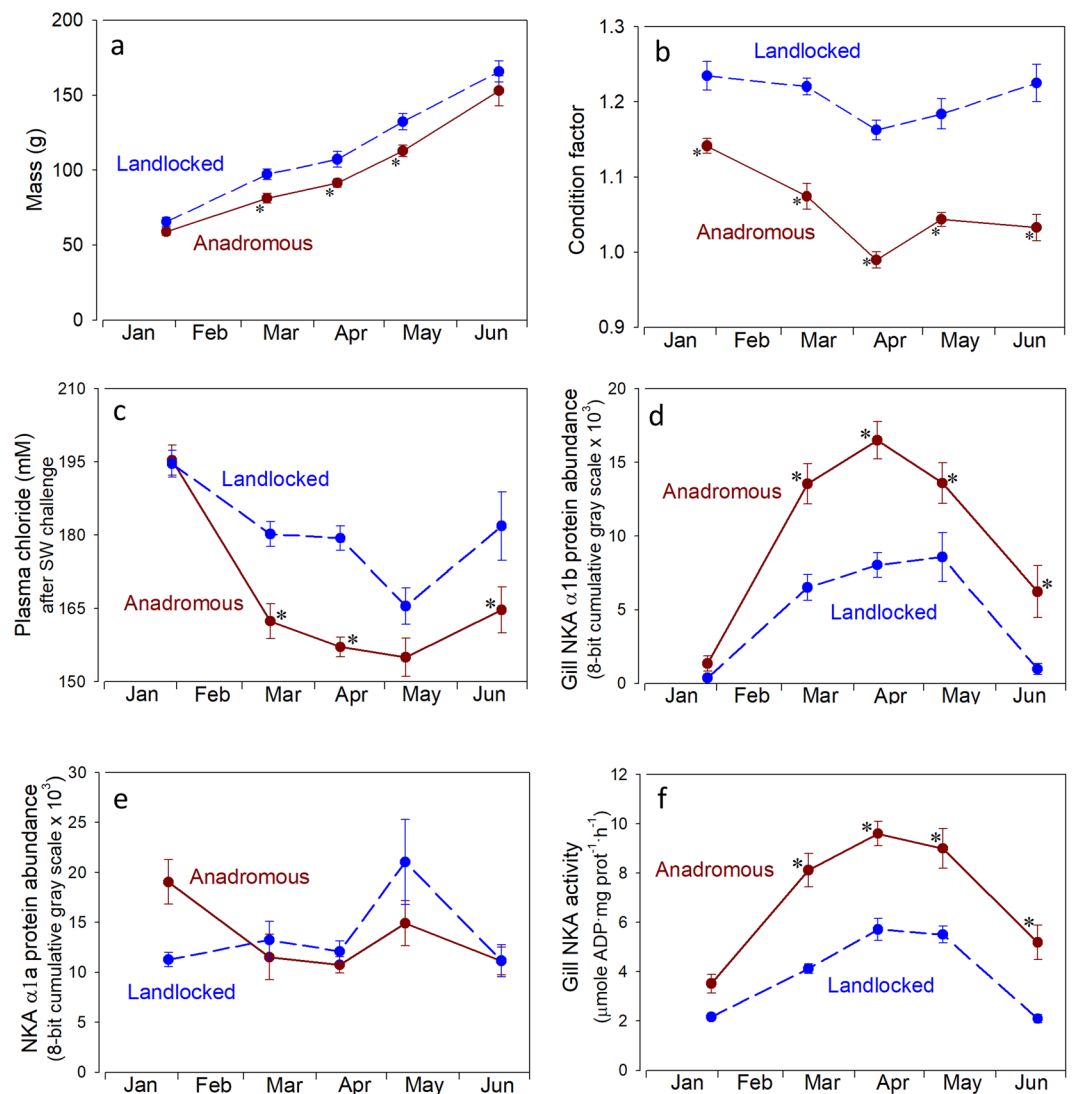 a
200
150
100
50
0
Mass (g)
Landlocked
Anadromous
*
*
*
Jan Feb Mar Apr May Jun
b
1.3
1.2
1.1
1.0
0.9
Condition factor
Landlocked
Anadromous
*
*
*
*
*
Jan Feb Mar Apr May Jun
c
210
195
180
165
150
Plasma chloride (mM)
after SW challenge
Landlocked
Anadromous
*
*
*
Jan Feb Mar Apr May Jun
d
20
15
10
5
0
Gill NKA α1b protein abundance
(8-bit cumulative gray scale x 10³)
Anadromous
Landlocked
*
*
*
*
Jan Feb Mar Apr May Jun
e
30
25
20
15
10
5
0
NKA α1a protein abundance
(8-bit cumulative gray scale x 10³)
Anadromous
Landlocked
Jan Feb Mar Apr May Jun
f
12
10
8
6
4
2
0
Gill NKA activity
(μmole ADP·mg prot⁻¹·h⁻¹)
Anadromous
Landlocked
*
*
*
*
Jan Feb Mar Apr May Jun